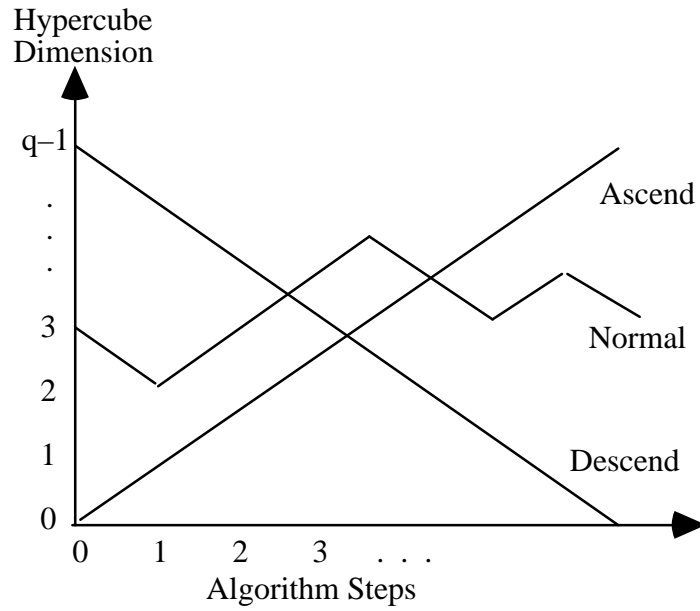 Hypercube
Dimension
q–1
.
.
.
Ascend
3
Normal
2
1
Descend
0
0 1 2 3 . . .
Algorithm Steps